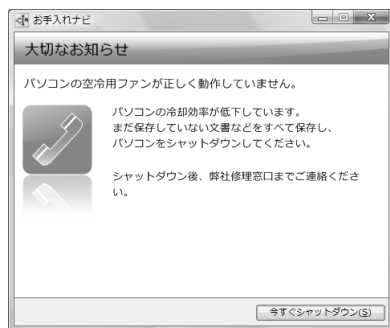 お手入れナビ
大切なお知らせ
パソコンの空冷用ファンが正しく動作していません。
パソコンの冷却効率が低下しています。
まだ保存していない文書などをすべて保存し、
パソコンをシャットダウンしてください。
シャットダウン後、弊社修理窓口までご連絡くださ
い。
今すぐシャットダウン(S)